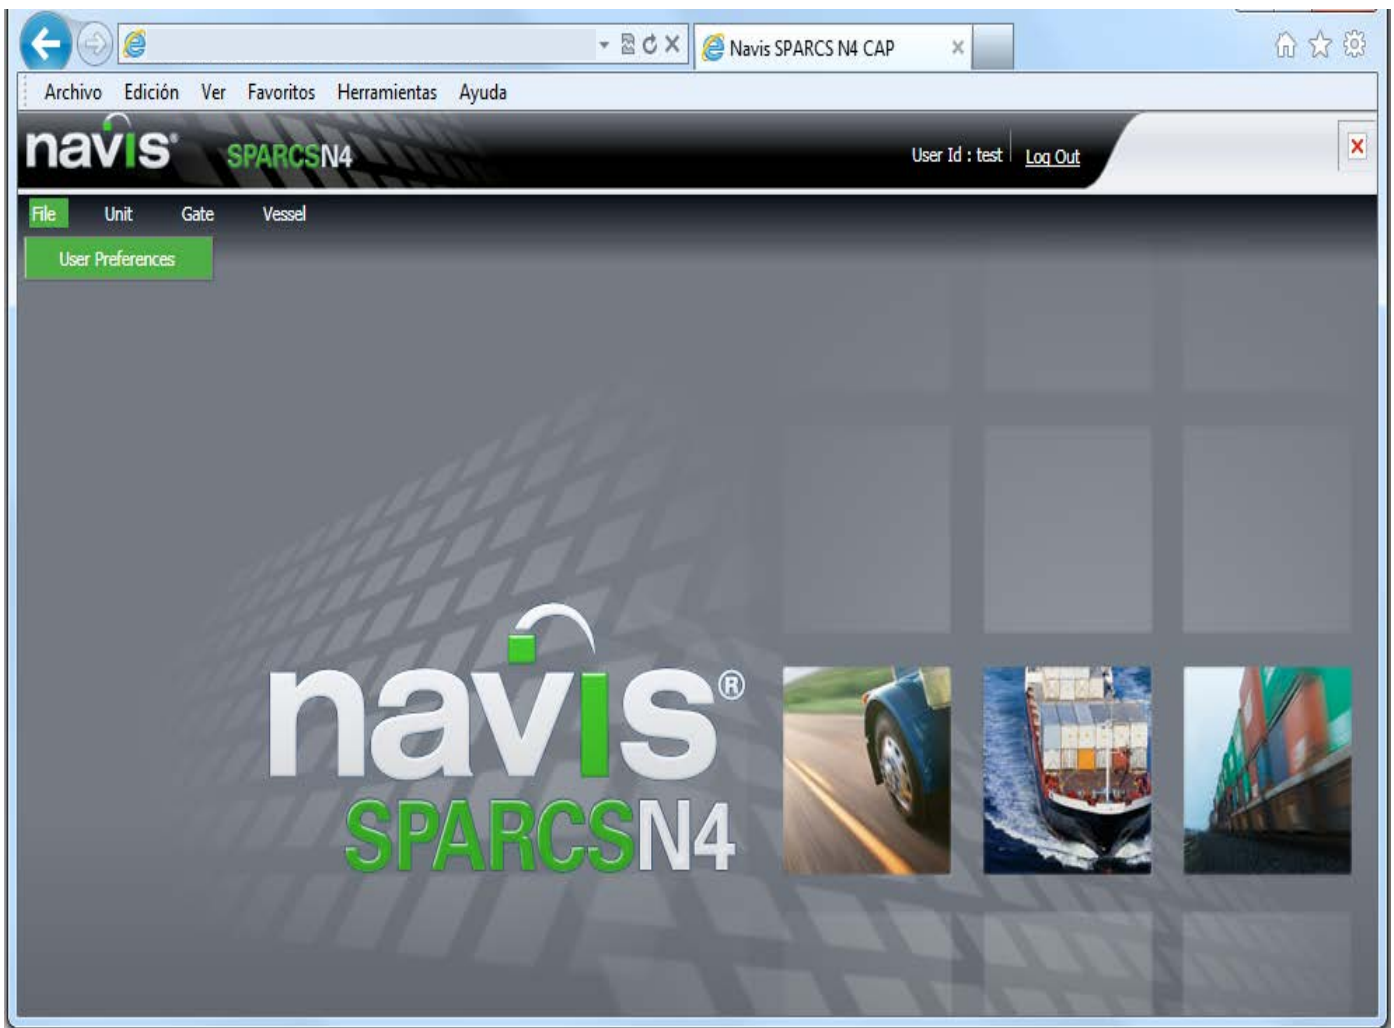 Navis SPARCS N4 CAP
Archivo Edición Ver Favoritos Herramientas Ayuda
navis® SPARCSN4 User Id : test Log Out
File Unit Gate Vessel
User Preferences
navis®
SPARCSN4